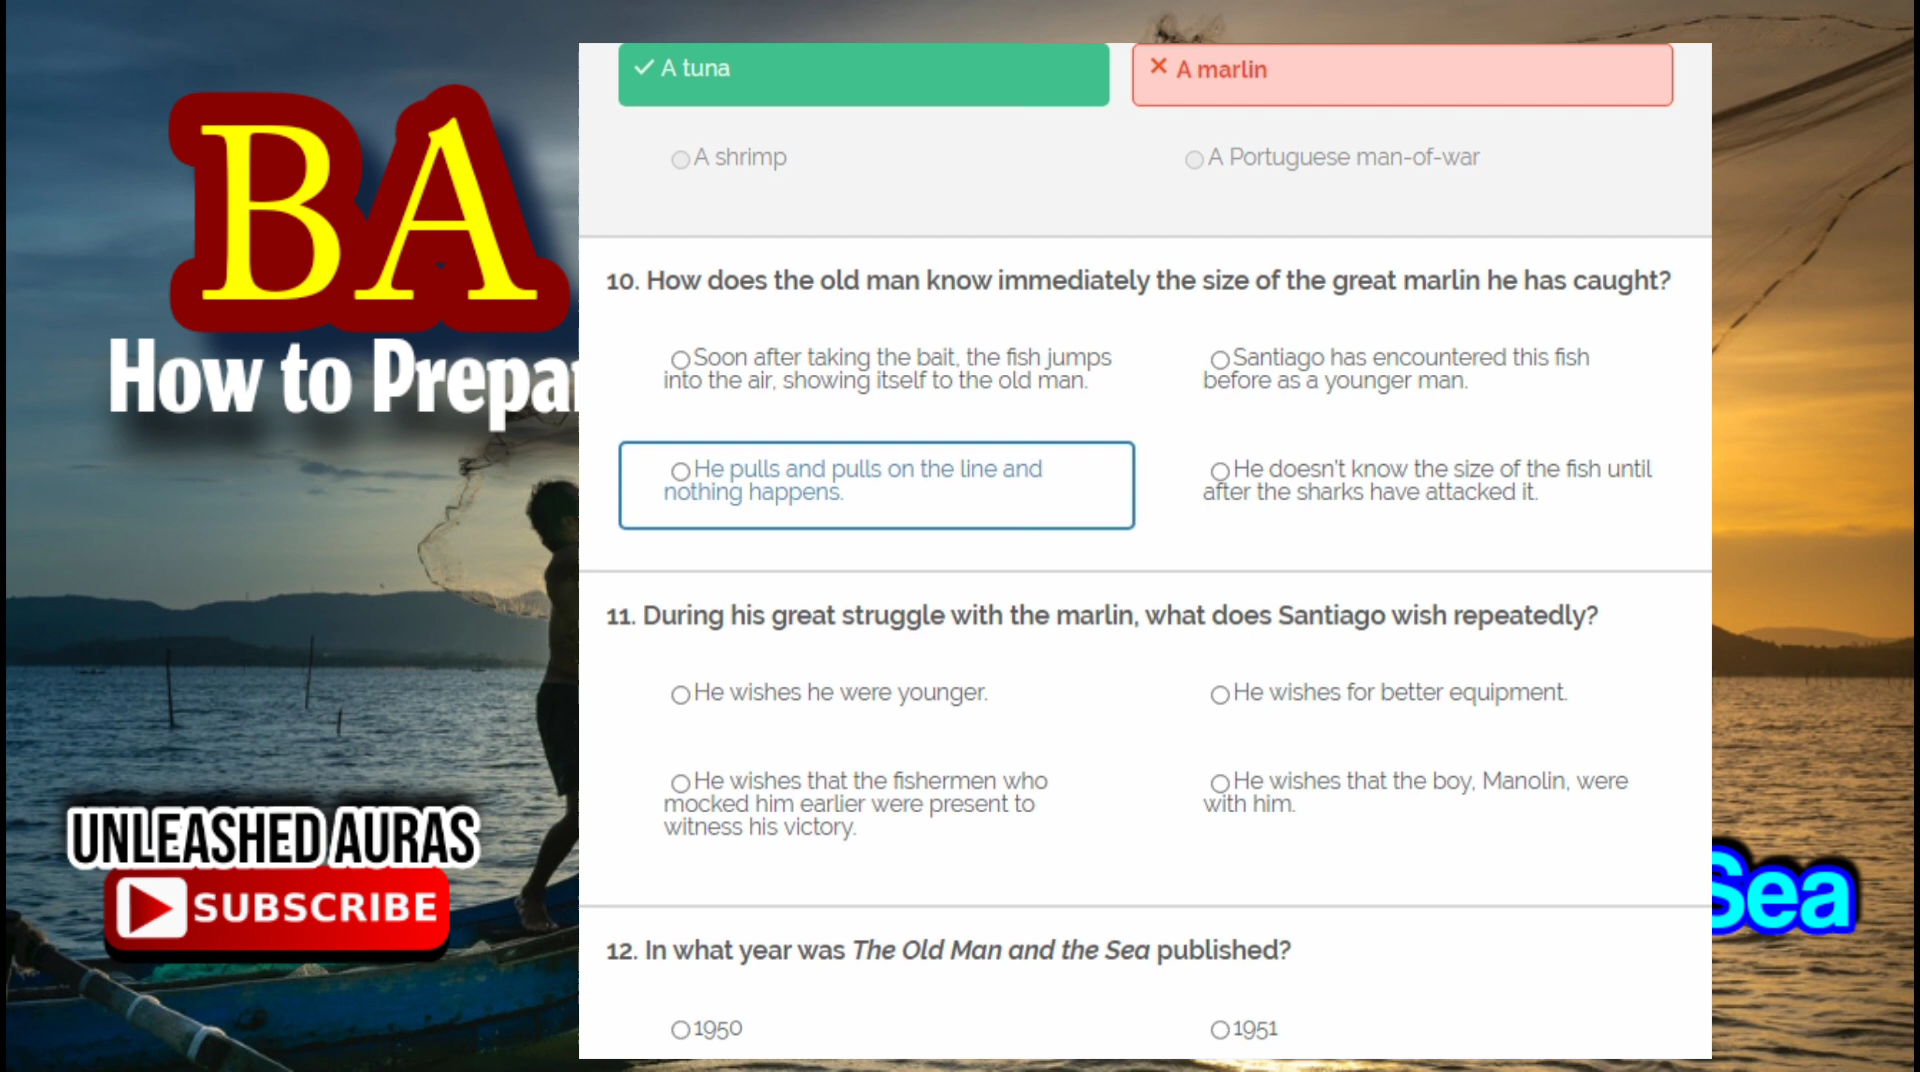 BA
How to Prepar
UNLEASHED AURAS
SUBSCRIBE
A tuna
A marlin
A shrimp
A Portuguese man-of-war
10. How does the old man know immediately the size of the great marlin he has caught?
Soon after taking the bait, the fish jumps
into the air, showing itself to the old man.
Santiago has encountered this fish
before as a younger man.
He pulls and pulls on the line and
nothing happens.
He doesn't know the size of the fish until
after the sharks have attacked it.
11. During his great struggle with the marlin, what does Santiago wish repeatedly?
He wishes he were younger.
He wishes for better equipment.
He wishes that the fishermen who
mocked him earlier were present to
witness his victory.
He wishes that the boy, Manolin, were
with him.
12. In what year was The Old Man and the Sea published?
1950
1951
Sea